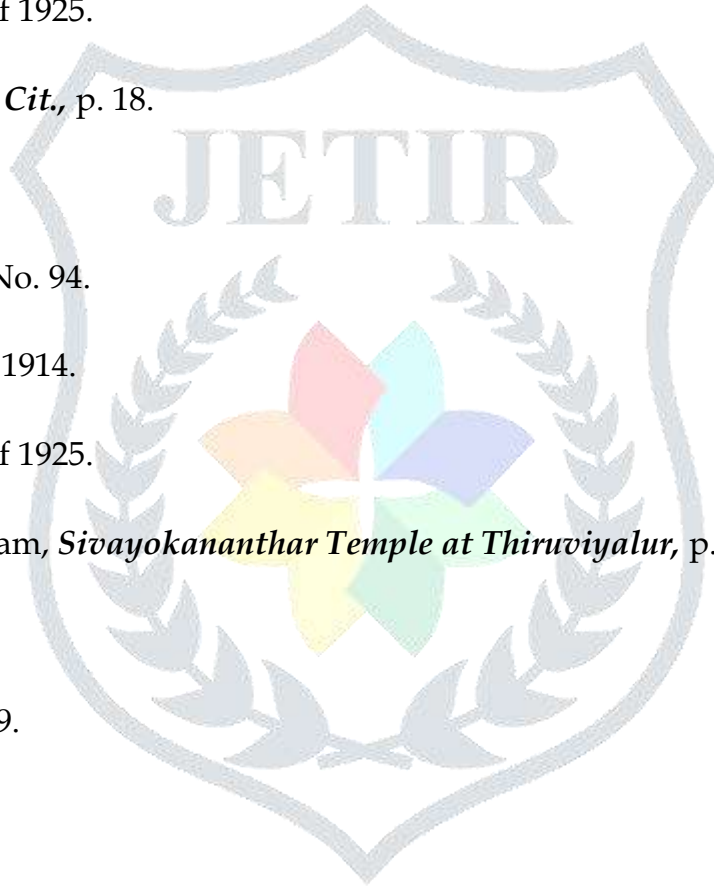 f 1925.
Cit., p. 18.
JETIR
No. 94.
1914.
f 1925.
am, Sivayokananthar Temple at Thiruviyalur, p.
9.